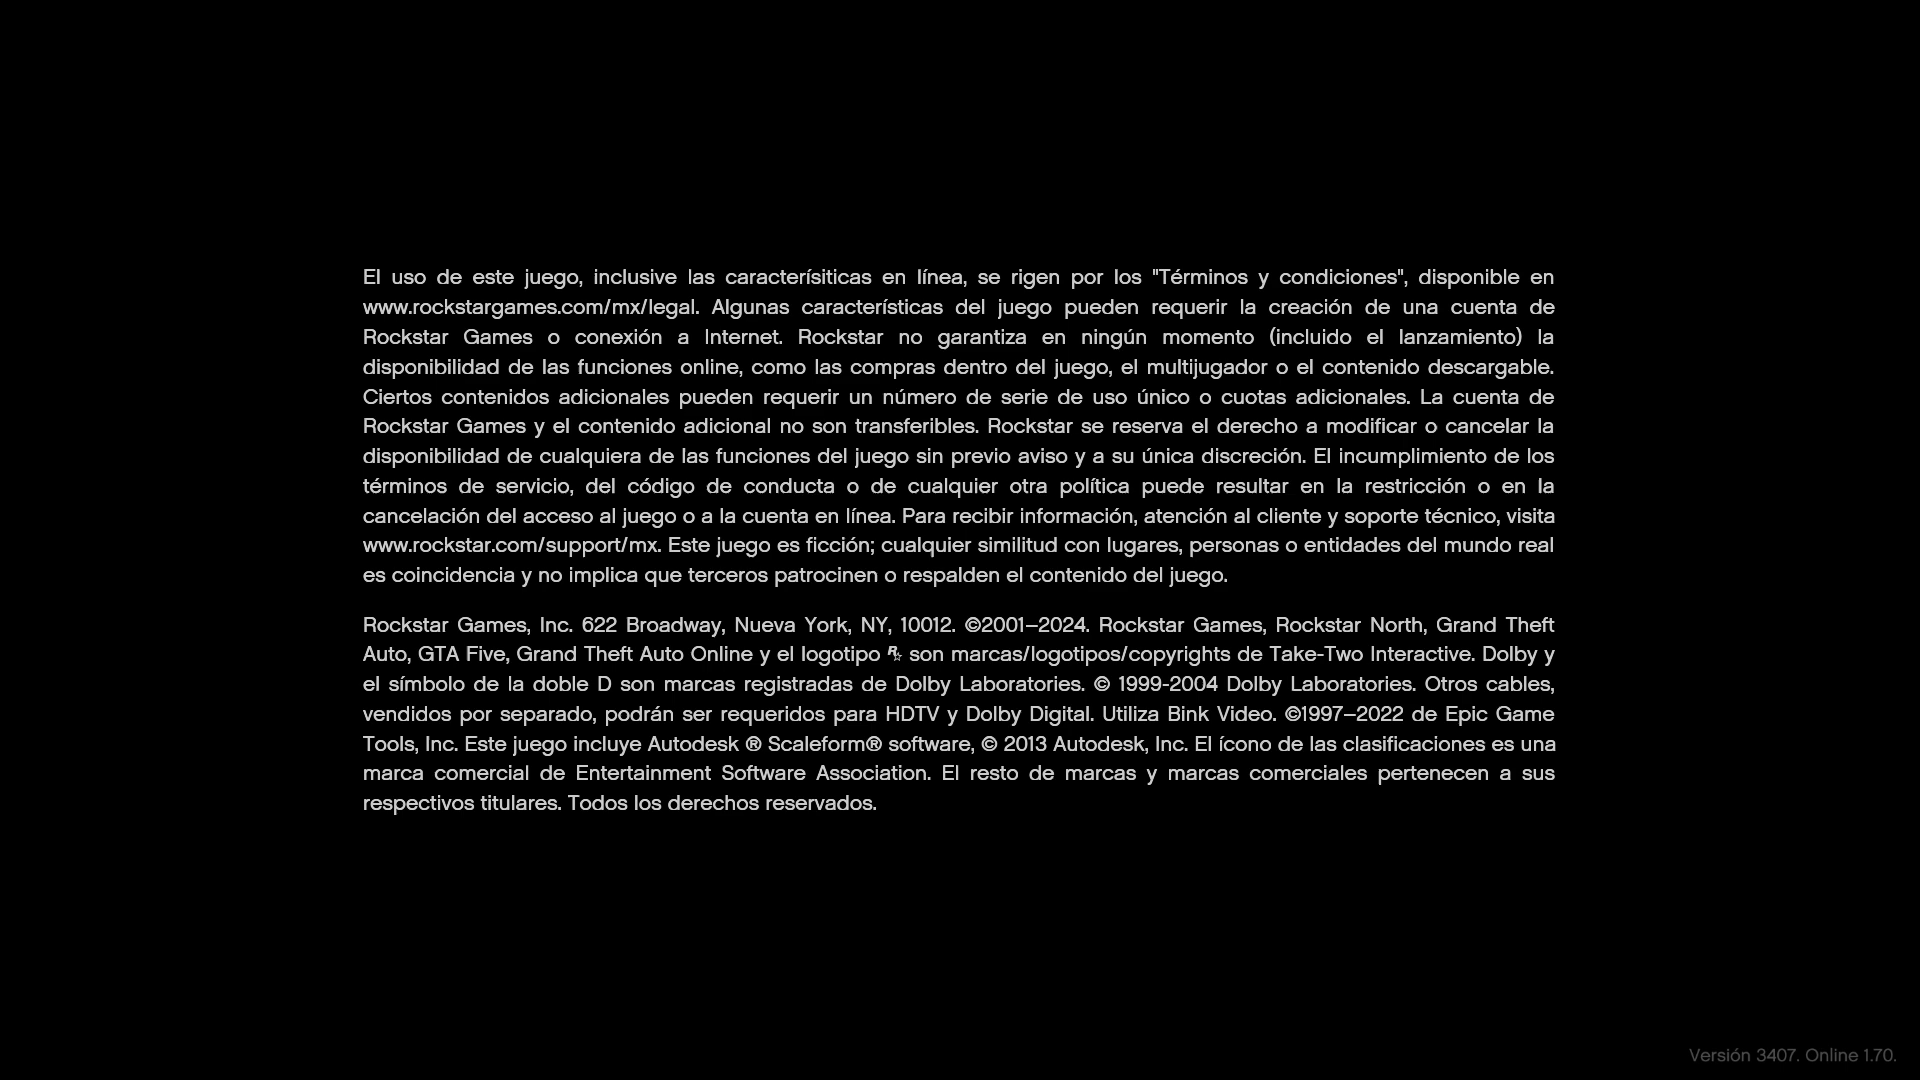 El uso de este juego, inclusive las caracterísiticas en línea, se rigen por los "Términos y condiciones", disponible en
www.rockstargames.com/mx/legal. Algunas características del juego pueden requerir la creación de una cuenta de
Rockstar Games o conexión a Internet. Rockstar no garantiza en ningún momento (incluido el lanzamiento) la
disponibilidad de las funciones online, como las compras dentro del juego, el multijugador o el contenido descargable.
Ciertos contenidos adicionales pueden requerir un número de serie de uso único o cuotas adicionales. La cuenta de
Rockstar Games y el contenido adicional no son transferibles. Rockstar se reserva el derecho a modificar o cancelar la
disponibilidad de cualquiera de las funciones del juego sin previo aviso y a su única discreción. El incumplimiento de los
términos de servicio, del código de conducta o de cualquier otra política puede resultar en la restricción o en la
cancelación del acceso al juego o a la cuenta en línea. Para recibir información, atención al cliente y soporte técnico, visita
www.rockstar.com/support/mx. Este juego es ficción; cualquier similitud con lugares, personas o entidades del mundo real
es coincidencia y no implica que terceros patrocinen o respalden el contenido del juego.
Rockstar Games, Inc. 622 Broadway, Nueva York, NY, 10012. ©2001–2024. Rockstar Games, Rockstar North, Grand Theft
Auto, GTA Five, Grand Theft Auto Online y el logotipo R☆ son marcas/logotipos/copyrights de Take-Two Interactive. Dolby y
el símbolo de la doble D son marcas registradas de Dolby Laboratories. © 1999-2004 Dolby Laboratories. Otros cables,
vendidos por separado, podrán ser requeridos para HDTV y Dolby Digital. Utiliza Bink Video. ©1997–2022 de Epic Game
Tools, Inc. Este juego incluye Autodesk ® Scaleform® software, © 2013 Autodesk, Inc. El ícono de las clasificaciones es una
marca comercial de Entertainment Software Association. El resto de marcas y marcas comerciales pertenecen a sus
respectivos titulares. Todos los derechos reservados.
Versión 3407. Online 1.70.